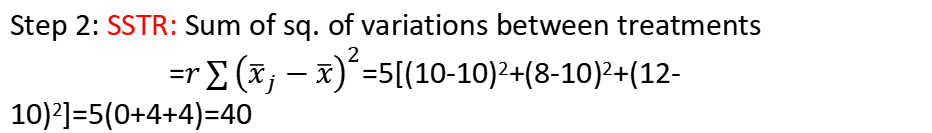 Step 2: SSTR: Sum of sq. of variations between treatments
=r ∑ (x̅ⱼ − x̿)²=5[(10-10)²+(8-10)²+(12-
10)²]=5(0+4+4)=40